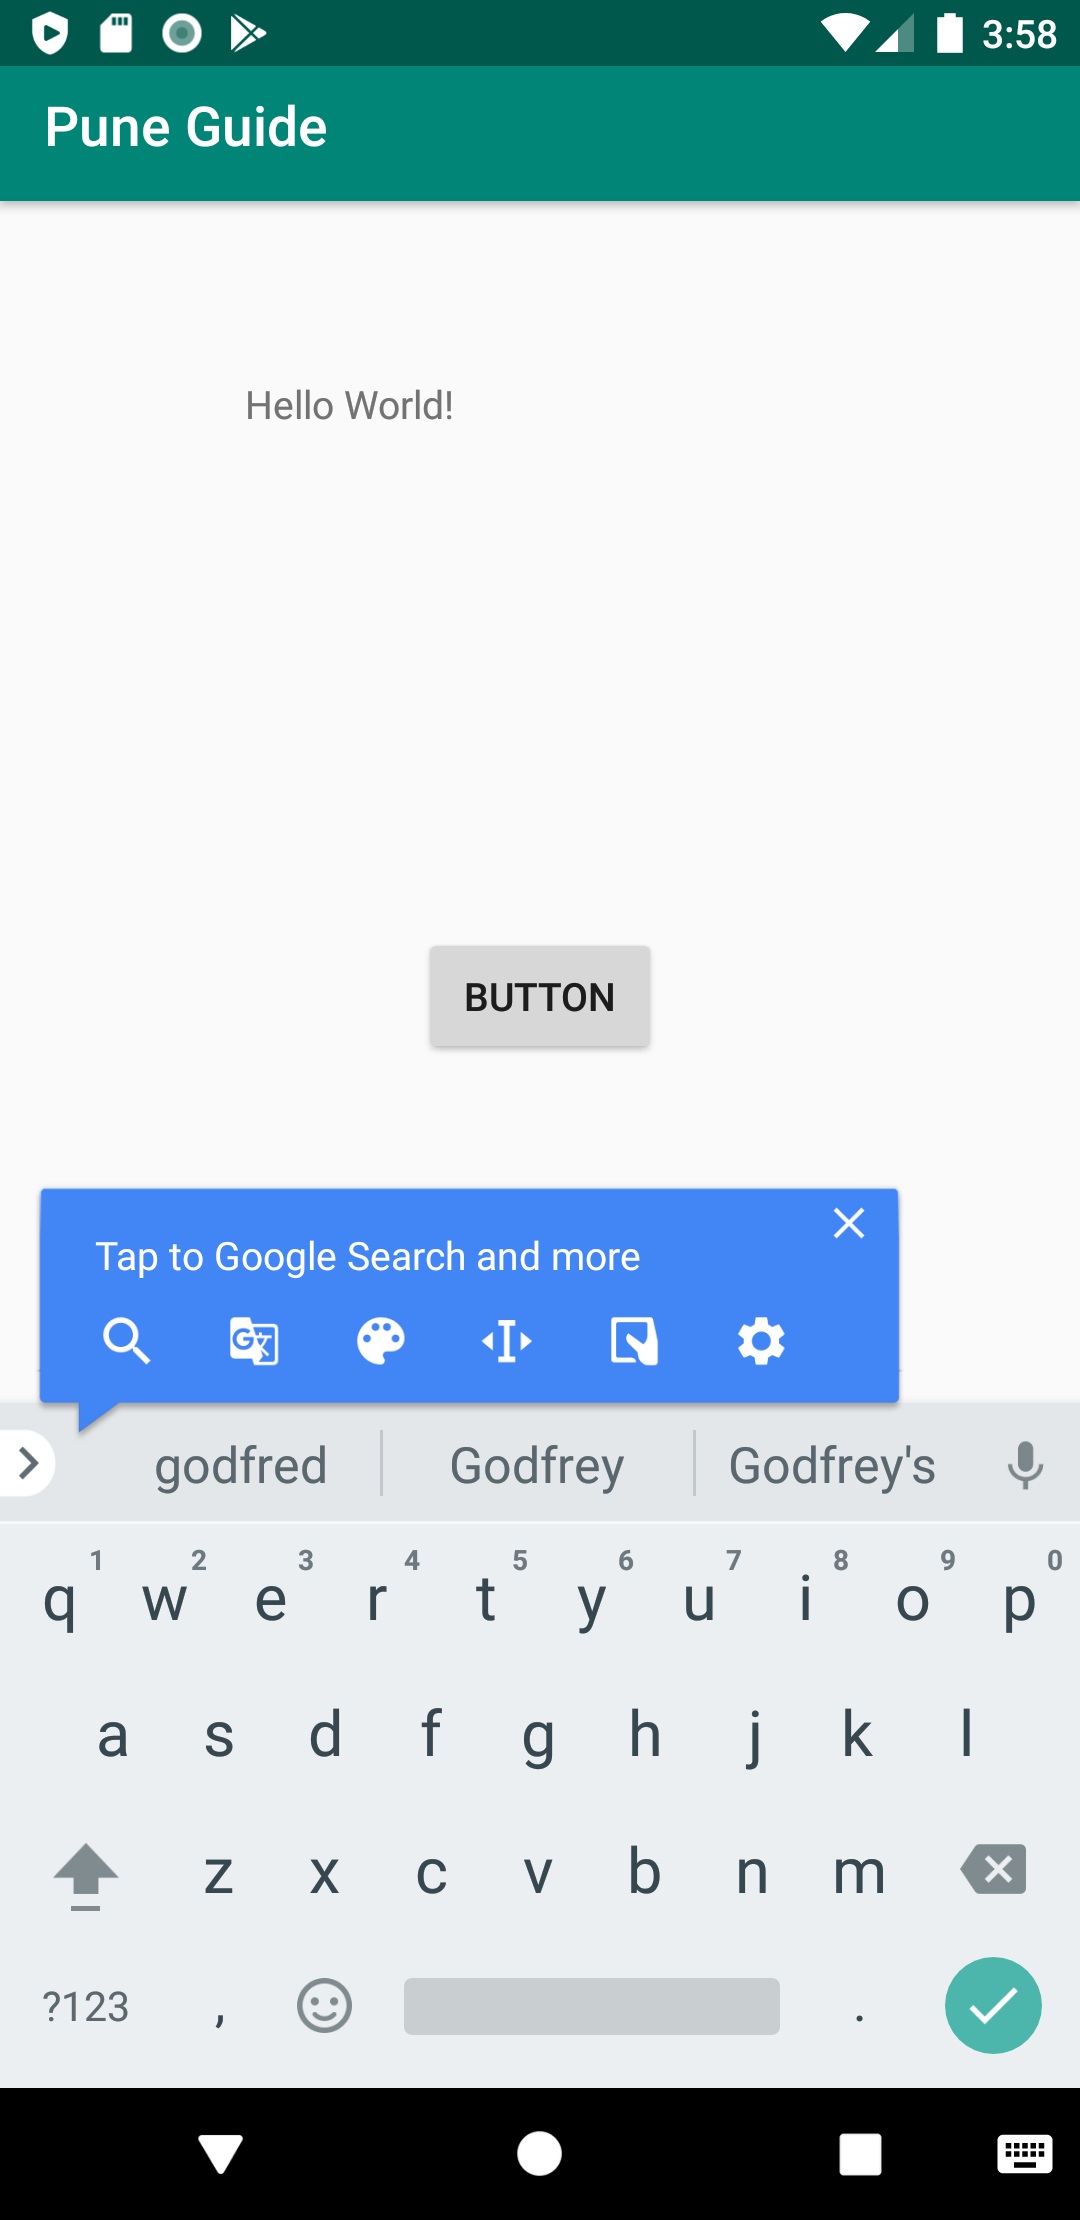 3:58
Pune Guide
Hello World!
BUTTON
Tap to Google Search and more
godfred Godfrey Godfrey's
1 2 3 4 5 6 7 8 9 0
q w e r t y u i o p
a s d f g h j k l
z x c v b n m
?123 , .